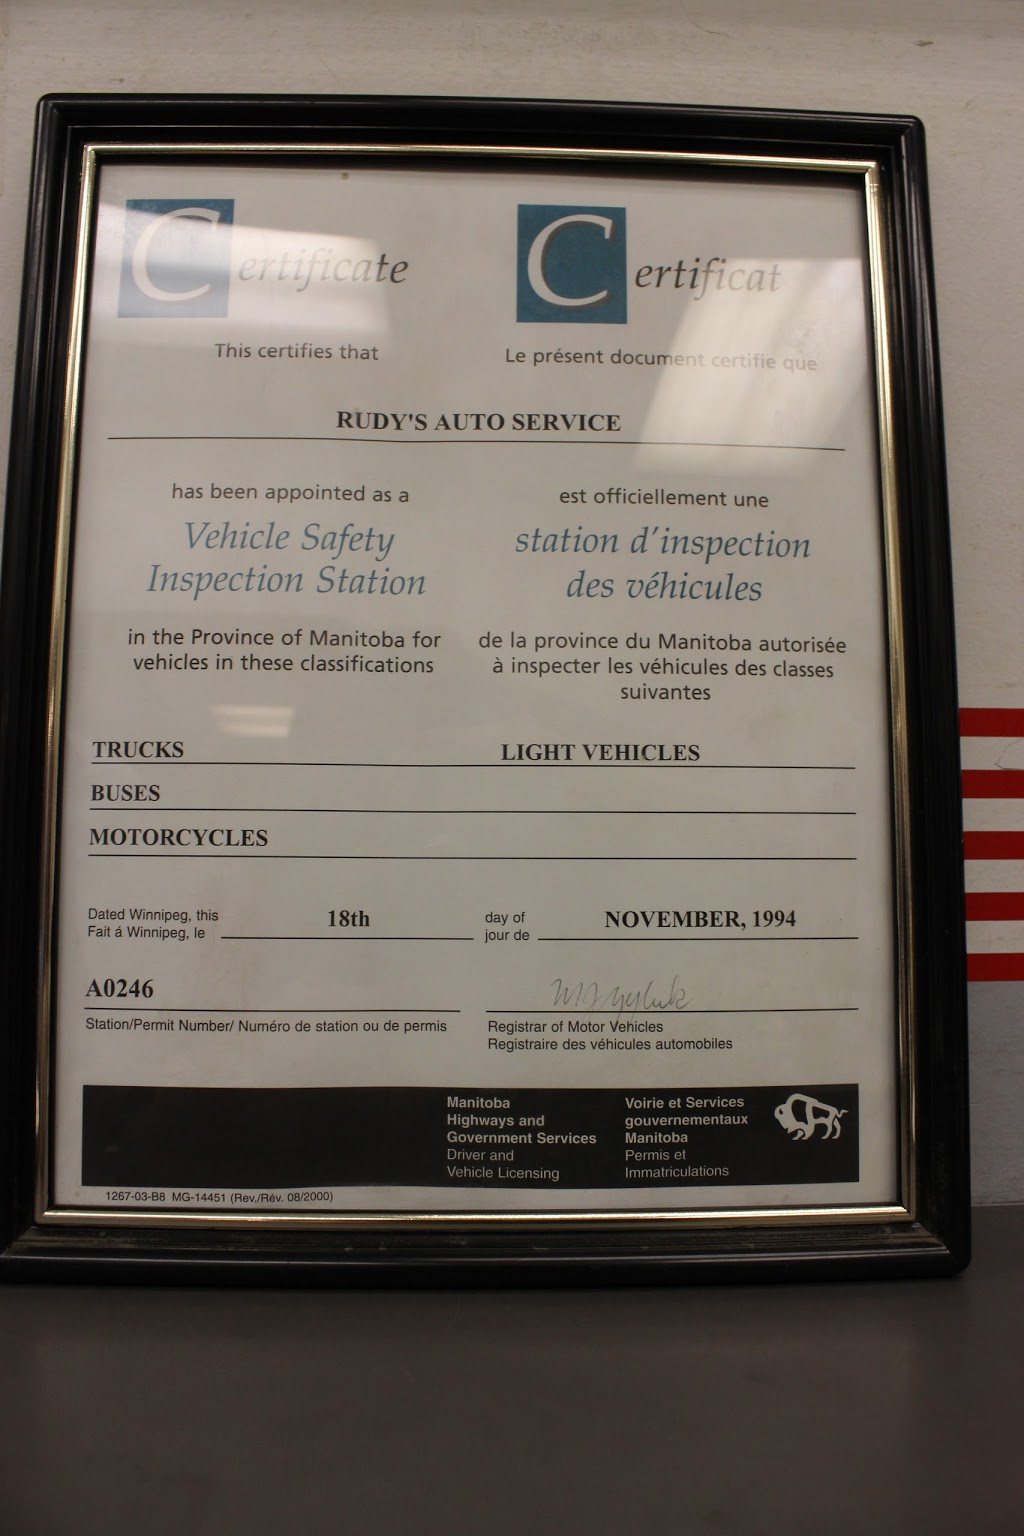 Certificate
Certificat
This certifies that
Le présent document certifie que
RUDY'S AUTO SERVICE
has been appointed as a
Vehicle Safety
Inspection Station
in the Province of Manitoba for
vehicles in these classifications
est officiellement une
station d'inspection
des véhicules
de la province du Manitoba autorisée
à inspecter les véhicules des classes
suivantes
TRUCKS LIGHT VEHICLES
BUSES
MOTORCYCLES
Dated Winnipeg, this
Fait á Winnipeg, le
18th
day of
jour de
NOVEMBER, 1994
A0246
Station/Permit Number/ Numéro de station ou de permis
Registrar of Motor Vehicles
Registraire des véhicules automobiles
Manitoba
Highways and
Government Services
Driver and
Vehicle Licensing
Voirie et Services
gouvernementaux
Manitoba
Permis et
Immatriculations
1267-03-B8 MG-14451 (Rev./Rév. 08/2000)